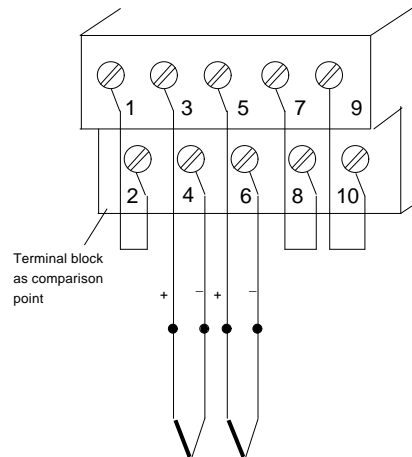 1 3 5 7 9
2 4 6 8 10
Terminal block
as comparison
point
+ – + –